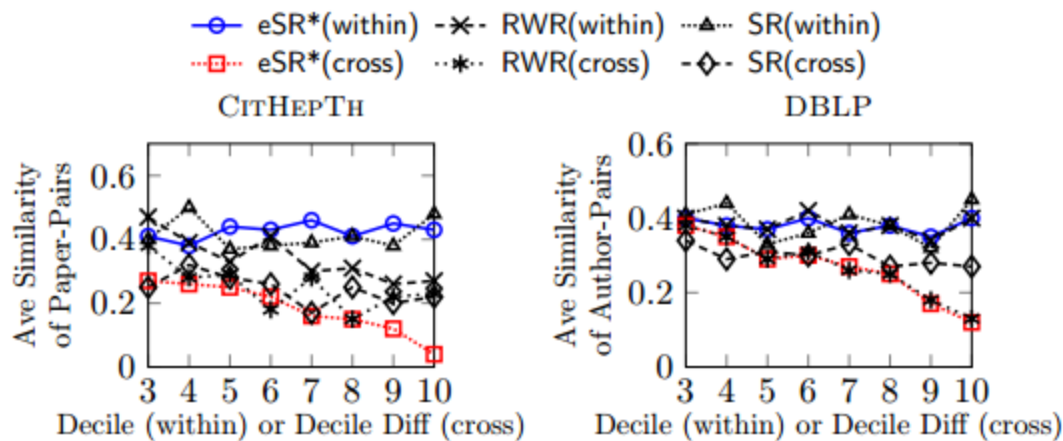 eSR*(within) RWR(within) SR(within)
eSR*(cross) RWR(cross) SR(cross)
CITHEPTH
Ave Similarity
of Paper-Pairs
0.6
0.4
0.2
0
3 4 5 6 7 8 9 10
Decile (within) or Decile Diff (cross)
DBLP
Ave Similarity
of Author-Pairs
0.6
0.4
0.2
0
3 4 5 6 7 8 9 10
Decile (within) or Decile Diff (cross)